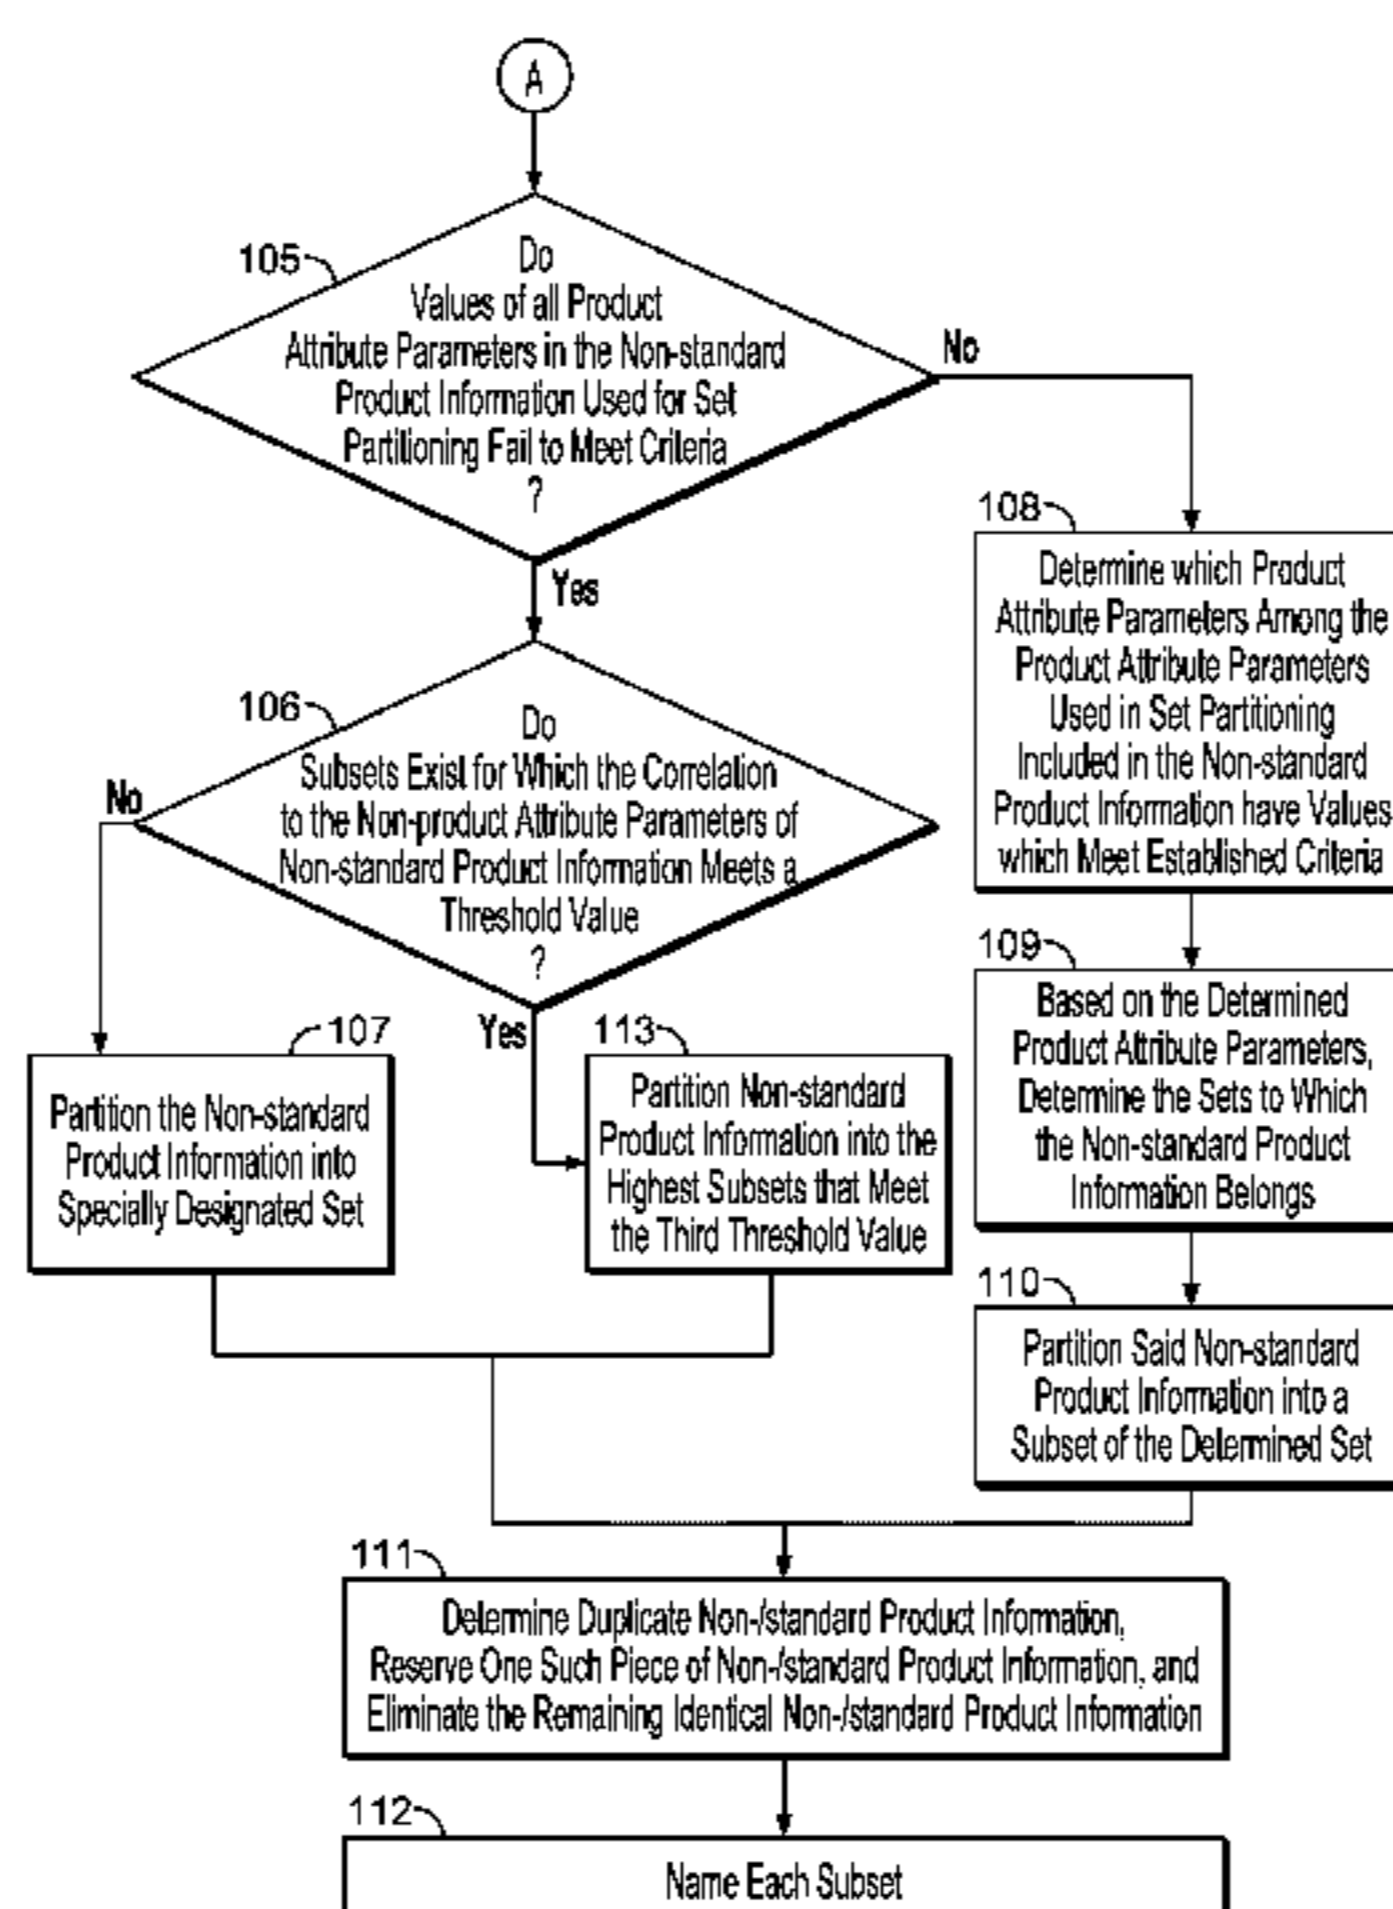 A
105
Do
Values of all Product
Attribute Parameters in the Non-standard
Product Information Used for Set
Partitioning Fail to Meet Criteria
?
No
Yes
108
Determine which Product
Attribute Parameters Among the
Product Attribute Parameters
Used in Set Partitioning
Included in the Non-standard
Product Information have Values
which Meet Established Criteria
106
Do
Subsets Exist for Which the Correlation
to the Non-product Attribute Parameters of
Non-standard Product Information Meets a
Threshold Value
?
No
Yes
109
Based on the Determined
Product Attribute Parameters,
Determine the Sets to Which
the Non-standard Product
Information Belongs
107
Partition the Non-standard
Product Information into
Specially Designated Set
113
Partition Non-standard
Product Information into the
Highest Subsets that Meet
the Third Threshold Value
110
Partition Said Non-standard
Product Information into a
Subset of the Determined Set
111
Determine Duplicate Non-/standard Product Information,
Reserve One Such Piece of Non-/standard Product Information, and
Eliminate the Remaining Identical Non-/standard Product Information
112
Name Each Subset